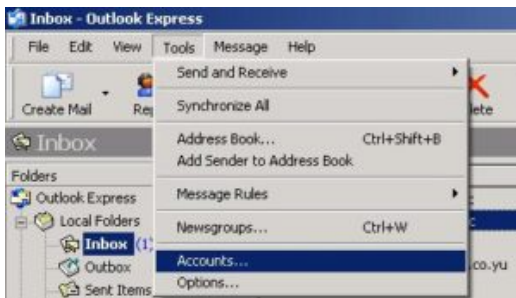 Inbox - Outlook Express
File Edit View Tools Message Help
Send and Receive
Create Mail
Synchronize All
Inbox
Address Book... Ctrl+Shift+B
Add Sender to Address Book
Folders
Outlook Express
Message Rules
Local Folders
Newsgroups... Ctrl+W
Inbox (1)
Accounts...
Outbox
.co.yu
Options...
Sent Items